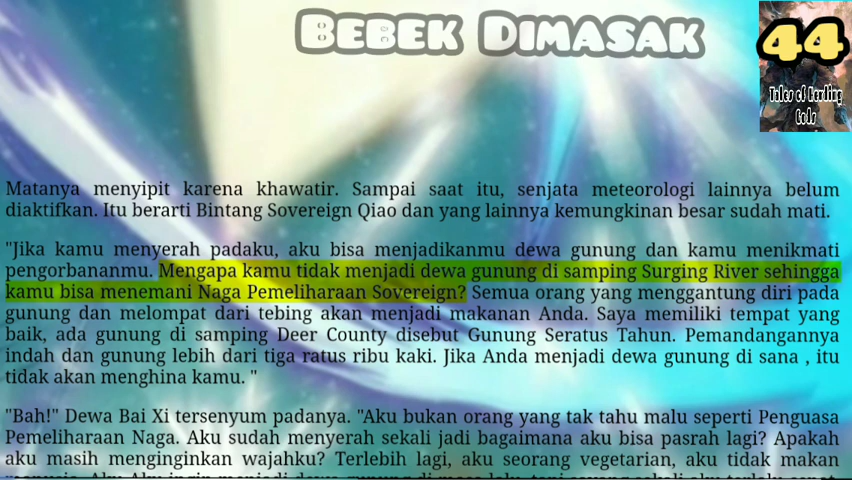 BEBEK DIMASAK
44
Tales of Herding
Gods
Matanya menyipit karena khawatir. Sampai saat itu, senjata meteorologi lainnya belum
diaktifkan. Itu berarti Bintang Sovereign Qiao dan yang lainnya kemungkinan besar sudah mati.
"Jika kamu menyerah padaku, aku bisa menjadikanmu dewa gunung dan kamu menikmati
pengorbananmu. Mengapa kamu tidak menjadi dewa gunung di samping Surging River sehingga
kamu bisa menemani Naga Pemeliharaan Sovereign? Semua orang yang menggantung diri pada
gunung dan melompat dari tebing akan menjadi makanan Anda. Saya memiliki tempat yang
baik, ada gunung di samping Deer County disebut Gunung Seratus Tahun. Pemandangannya
indah dan gunung lebih dari tiga ratus ribu kaki. Jika Anda menjadi dewa gunung di sana , itu
tidak akan menghina kamu. "
"Bah!" Dewa Bai Xi tersenyum padanya. "Aku bukan orang yang tak tahu malu seperti Penguasa
Pemeliharaan Naga. Aku sudah menyerah sekali jadi bagaimana aku bisa pasrah lagi? Apakah
aku masih menginginkan wajahku? Terlebih lagi, aku seorang vegetarian, aku tidak makan